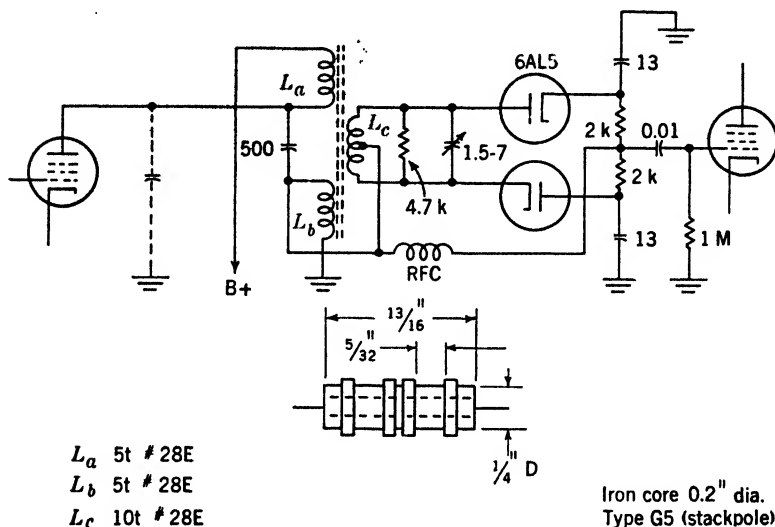 6AL5
13
L_a
L_c
2 k
0.01
500
1.5-7
2 k
L_b
4.7 k
13
1 M
RFC
B+
13/16"
5/32"
1/4" D
L_a 5t #28E
L_b 5t #28E
L_c 10t #28E
Iron core 0.2" dia.
Type G5 (stackpole)